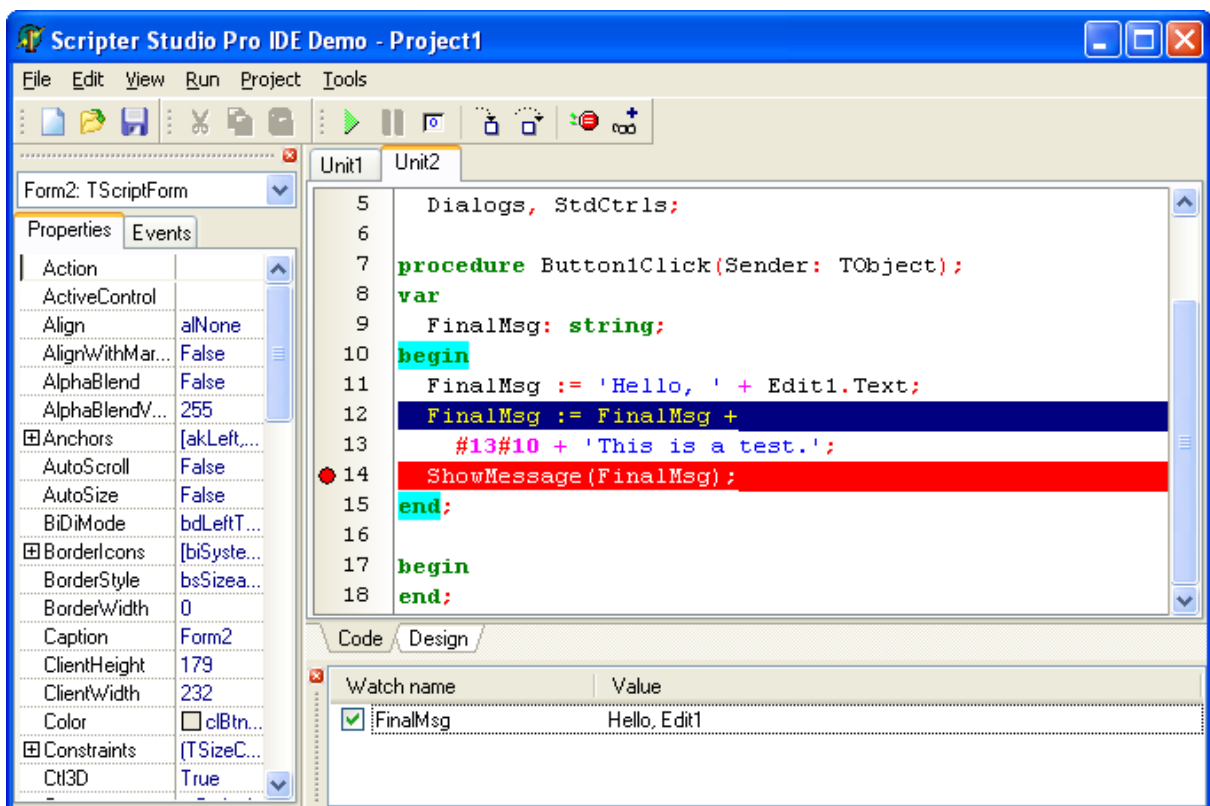 Scripter Studio Pro IDE Demo - Project1
File Edit View Run Project Tools
Form2: TScriptForm
Properties Events
Action
ActiveControl
Align alNone
AlignWithMar... False
AlphaBlend False
AlphaBlendV... 255
Anchors [akLeft,...
AutoScroll False
AutoSize False
BiDiMode bdLeftT...
BorderIcons [biSyste...
BorderStyle bsSizea...
BorderWidth 0
Caption Form2
ClientHeight 179
ClientWidth 232
Color clBtn...
Constraints (TSizeC...
Ctl3D True
Unit1 Unit2
5 Dialogs, StdCtrls;
6
7 procedure Button1Click(Sender: TObject);
8 var
9 FinalMsg: string;
10 begin
11 FinalMsg := 'Hello, ' + Edit1.Text;
12 FinalMsg := FinalMsg +
13 #13#10 + 'This is a test.';
14 ShowMessage(FinalMsg);
15 end;
16
17 begin
18 end;
Code Design
Watch name Value
FinalMsg Hello, Edit1